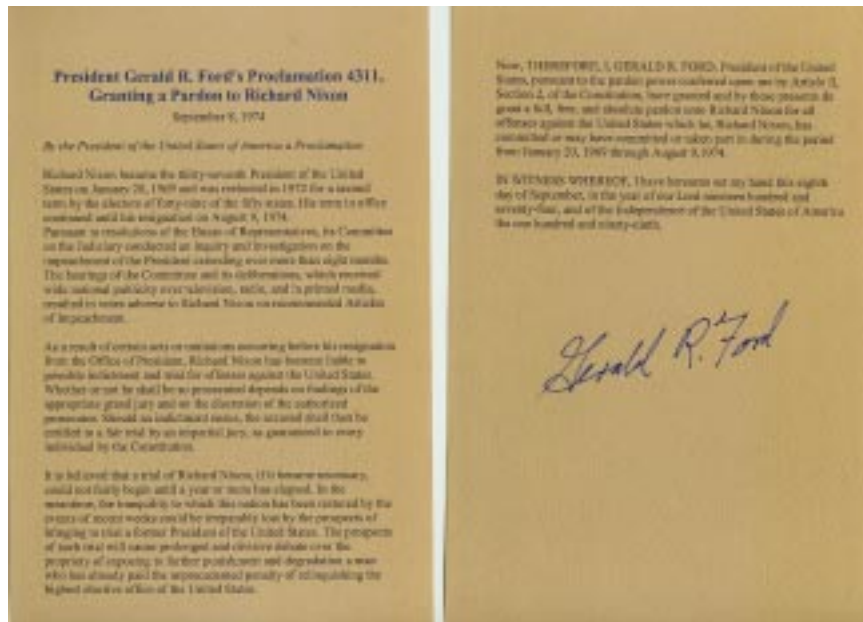 President Gerald R. Ford's Proclamation 4311,
Granting a Pardon to Richard Nixon
September 8, 1974
By the President of the United States of America a Proclamation
Richard Nixon became the thirty-seventh President of the United
States on January 20, 1969 and was reelected in 1972 for a second
term by the electors of forty-nine of the fifty states. His term in office
continued until his resignation on August 9, 1974.
Pursuant to resolutions of the House of Representatives, its Committee
on the Judiciary conducted an inquiry and investigation on the
impeachment of the President extending over more than eight months.
The hearings of the Committee and its deliberations, which received
wide national publicity over television, radio, and in printed media,
resulted in votes adverse to Richard Nixon on recommended Articles
of Impeachment.
As a result of certain acts or omissions occurring before his resignation
from the Office of President, Richard Nixon has become liable to
possible indictment and trial for offenses against the United States.
Whether or not he shall be so prosecuted depends on findings of the
appropriate grand jury and on the discretion of the authorized
prosecutor. Should an indictment ensue, the accused shall then be
entitled to a fair trial by an impartial jury, as guaranteed to every
individual by the Constitution.
It is believed that a trial of Richard Nixon, if it became necessary,
could not fairly begin until a year or more has elapsed. In the
meantime, the tranquility to which this nation has been restored by the
events of recent weeks could be irreparably lost by the prospects of
bringing to trial a former President of the United States. The prospects
of such trial will cause prolonged and divisive debate over the
propriety of exposing to further punishment and degradation a man
who has already paid the unprecedented penalty of relinquishing the
highest elective office of the United States.
Now, THEREFORE, I, GERALD R. FORD, President of the United
States, pursuant to the pardon power conferred upon me by Article II,
Section 2, of the Constitution, have granted and by these presents do
grant a full, free, and absolute pardon unto Richard Nixon for all
offenses against the United States which he, Richard Nixon, has
committed or may have committed or taken part in during the period
from January 20, 1969 through August 9, 1974.
IN WITNESS WHEREOF, I have hereunto set my hand this eighth
day of September, in the year of our Lord nineteen hundred and
seventy-four, and of the Independence of the United States of America
the one hundred and ninety-ninth.
Gerald R. Ford